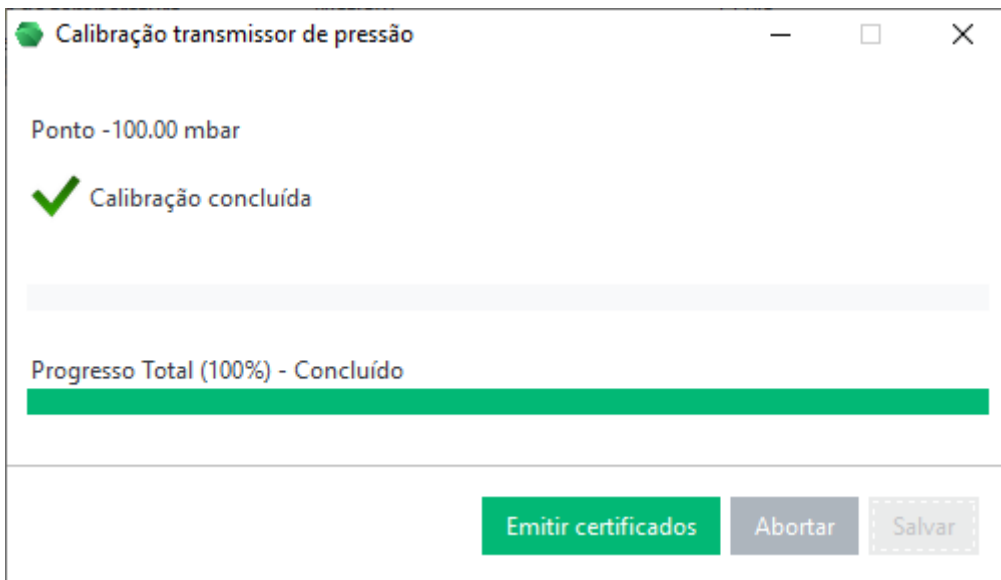 Calibração transmissor de pressão
Ponto -100.00 mbar
Calibração concluída
Progresso Total (100%) - Concluído
Emitir certificados
Abortar
Salvar